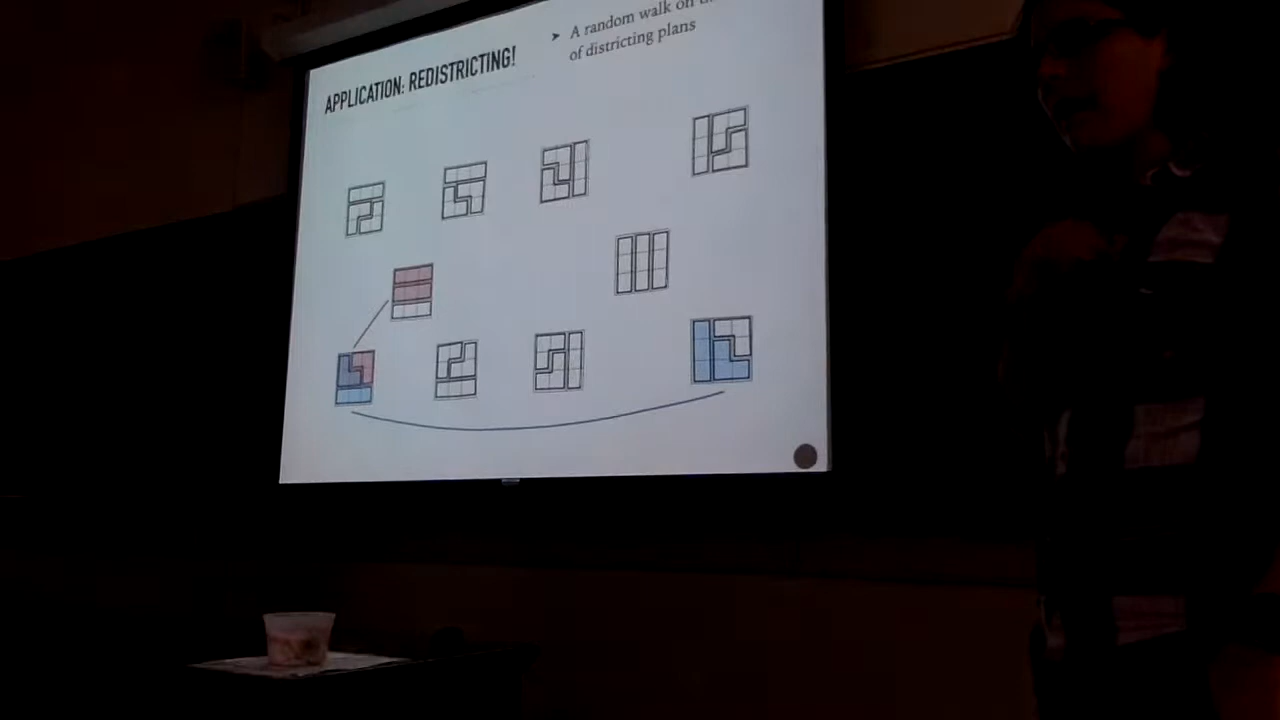 APPLICATION: REDISTRICTING!
➤ A random walk on
of districting plans